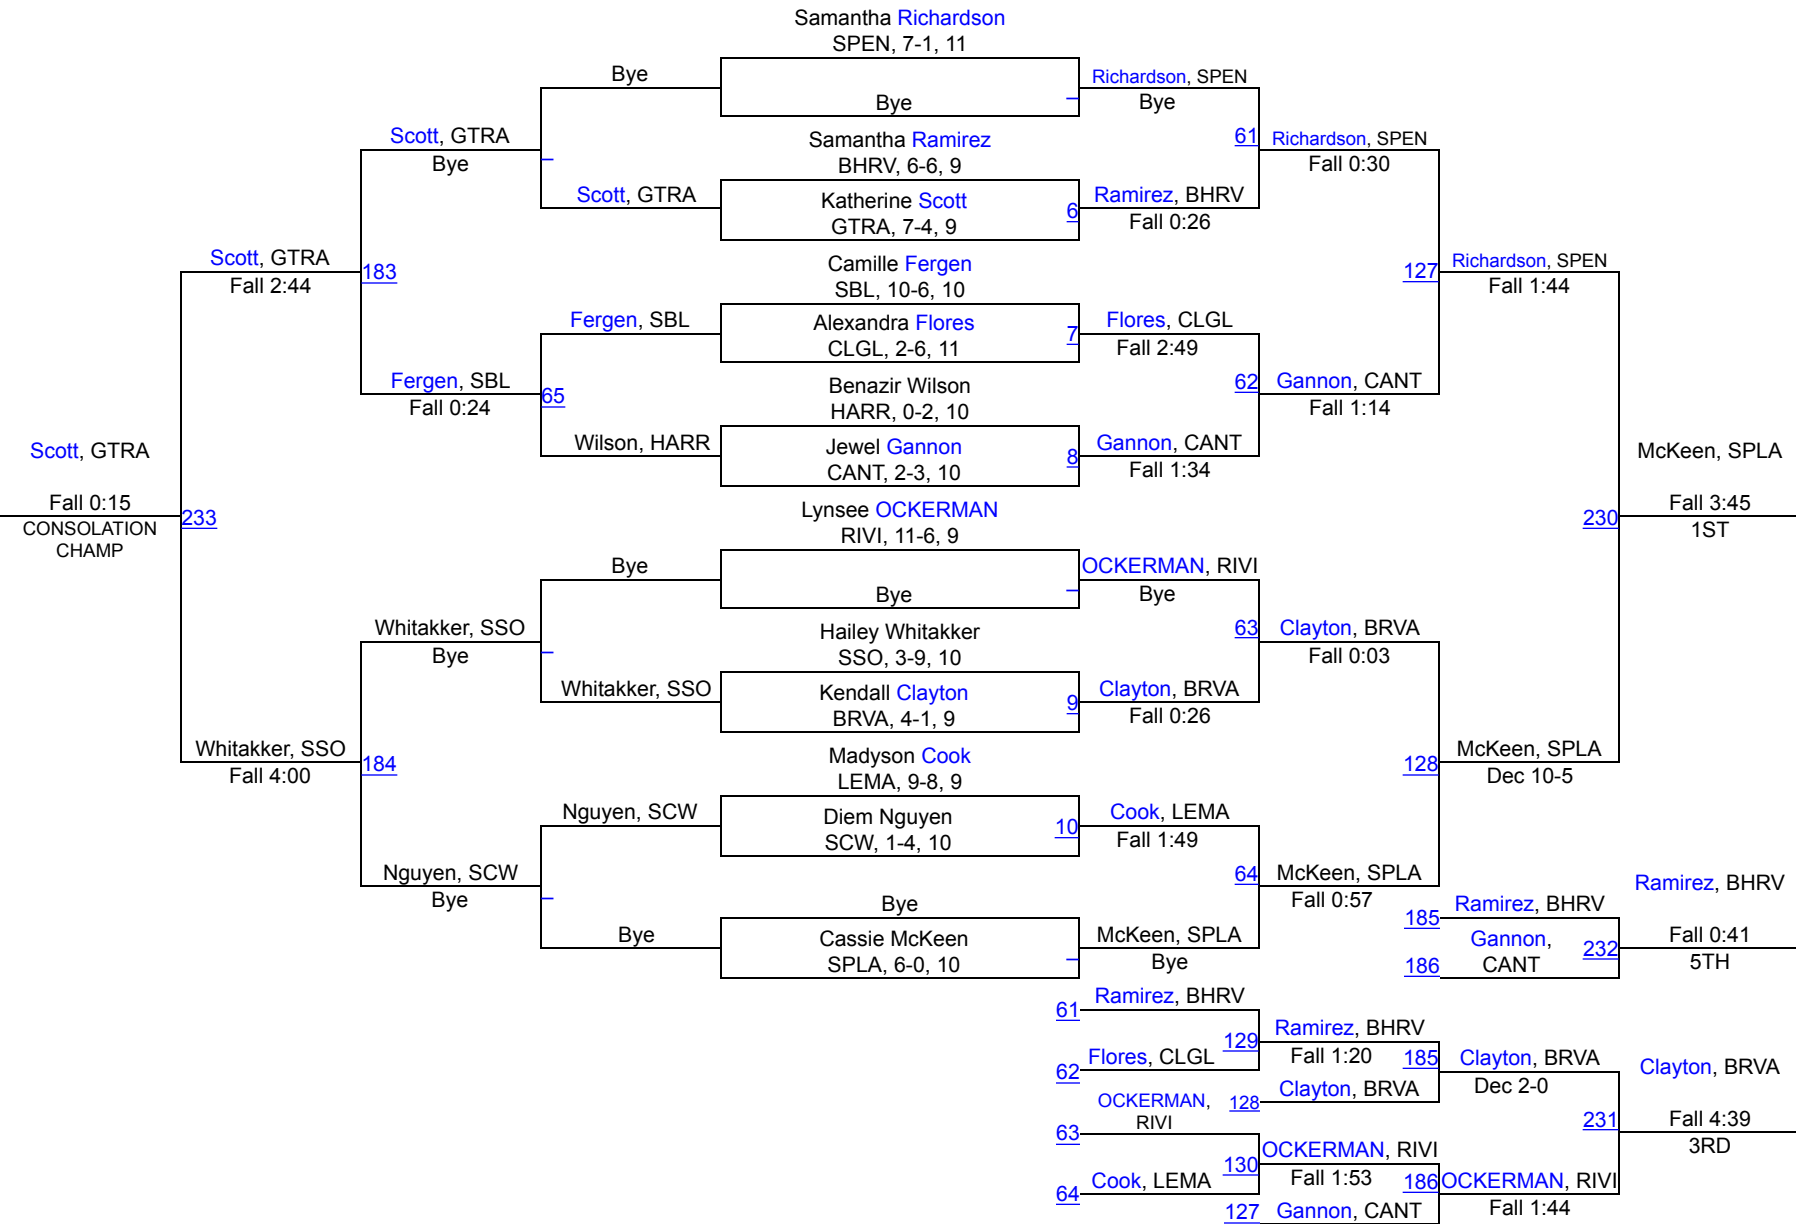 Samantha Richardson
SPEN, 7-1, 11
Bye
Bye
Richardson, SPEN
Bye
Scott, GTRA
Bye
Samantha Ramirez
BHRV, 6-6, 9
61
Richardson, SPEN
Fall 0:30
Scott, GTRA
Katherine Scott
GTRA, 7-4, 9
6
Ramirez, BHRV
Fall 0:26
Scott, GTRA
Fall 2:44
183
Camille Fergen
SBL, 10-6, 10
127
Richardson, SPEN
Fall 1:44
Fergen, SBL
Alexandra Flores
CLGL, 2-6, 11
7
Flores, CLGL
Fall 2:49
Fergen, SBL
Fall 0:24
65
Benazir Wilson
HARR, 0-2, 10
62
Gannon, CANT
Fall 1:14
Wilson, HARR
Jewel Gannon
CANT, 2-3, 10
8
Gannon, CANT
Fall 1:34
Scott, GTRA
Fall 0:15
CONSOLATION
CHAMP
233
McKeen, SPLA
Fall 3:45
1ST
230
Lynsee OCKERMAN
RIVI, 11-6, 9
Bye
Bye
OCKERMAN, RIVI
Bye
Whitakker, SSO
Bye
Hailey Whitakker
SSO, 3-9, 10
63
Clayton, BRVA
Fall 0:03
Whitakker, SSO
Kendall Clayton
BRVA, 4-1, 9
9
Clayton, BRVA
Fall 0:26
Whitakker, SSO
Fall 4:00
184
Madyson Cook
LEMA, 9-8, 9
128
McKeen, SPLA
Dec 10-5
Nguyen, SCW
Diem Nguyen
SCW, 1-4, 10
10
Cook, LEMA
Fall 1:49
Nguyen, SCW
Bye
64
McKeen, SPLA
Fall 0:57
Bye
Bye
Cassie McKeen
SPLA, 6-0, 10
McKeen, SPLA
Bye
185
Ramirez, BHRV
186
Gannon,
CANT
232
Ramirez, BHRV
Fall 0:41
5TH
61
Ramirez, BHRV
62
Flores, CLGL
129
Ramirez, BHRV
Fall 1:20
128
Clayton, BRVA
185
Clayton, BRVA
Dec 2-0
63
OCKERMAN,
RIVI
64
Cook, LEMA
130
OCKERMAN, RIVI
Fall 1:53
127
Gannon, CANT
186
OCKERMAN, RIVI
Fall 1:44
231
Clayton, BRVA
Fall 4:39
3RD